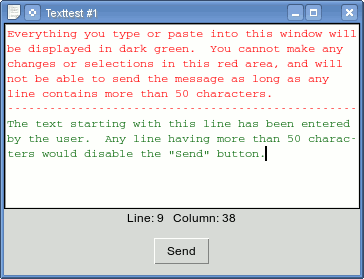 Texttest #1
Everything you type or paste into this window will
be displayed in dark green.  You cannot make any
changes or selections in this red area, and will
not be able to send the message as long as any
line contains more than 50 characters.
--------------------------------------------------
The text starting with this line has been entered
by the user.  Any line having more than 50 charac-
ters would disable the "Send" button.
Line: 9  Column: 38
Send